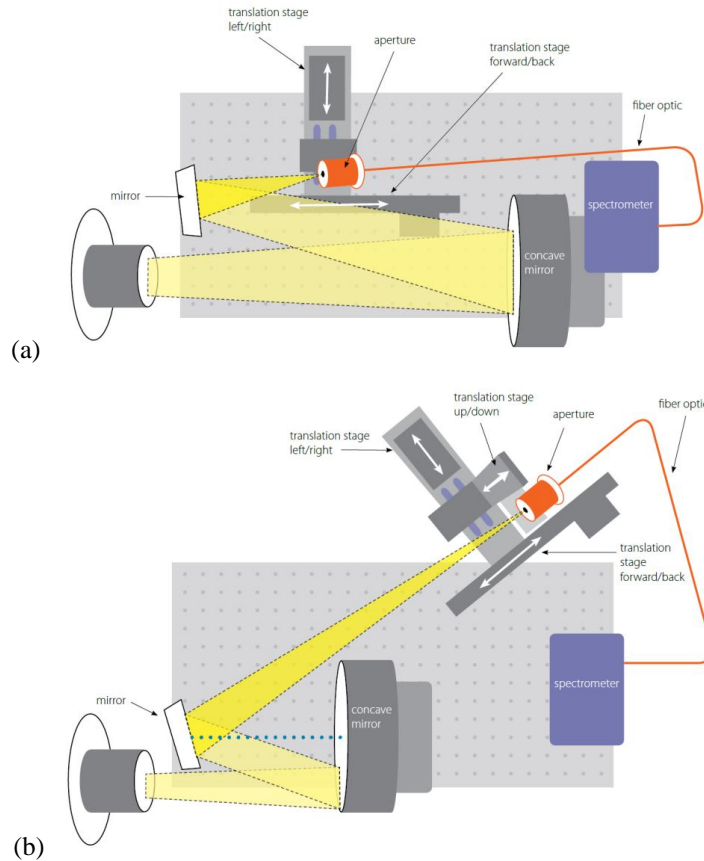 translation stage
left/right
aperture
translation stage
forward/back
fiber optic
mirror
spectrometer
concave
mirror
(a)
translation stage
up/down
aperture
fiber optic
translation stage
left/right
translation
stage
forward/back
mirror
concave
mirror
spectrometer
(b)